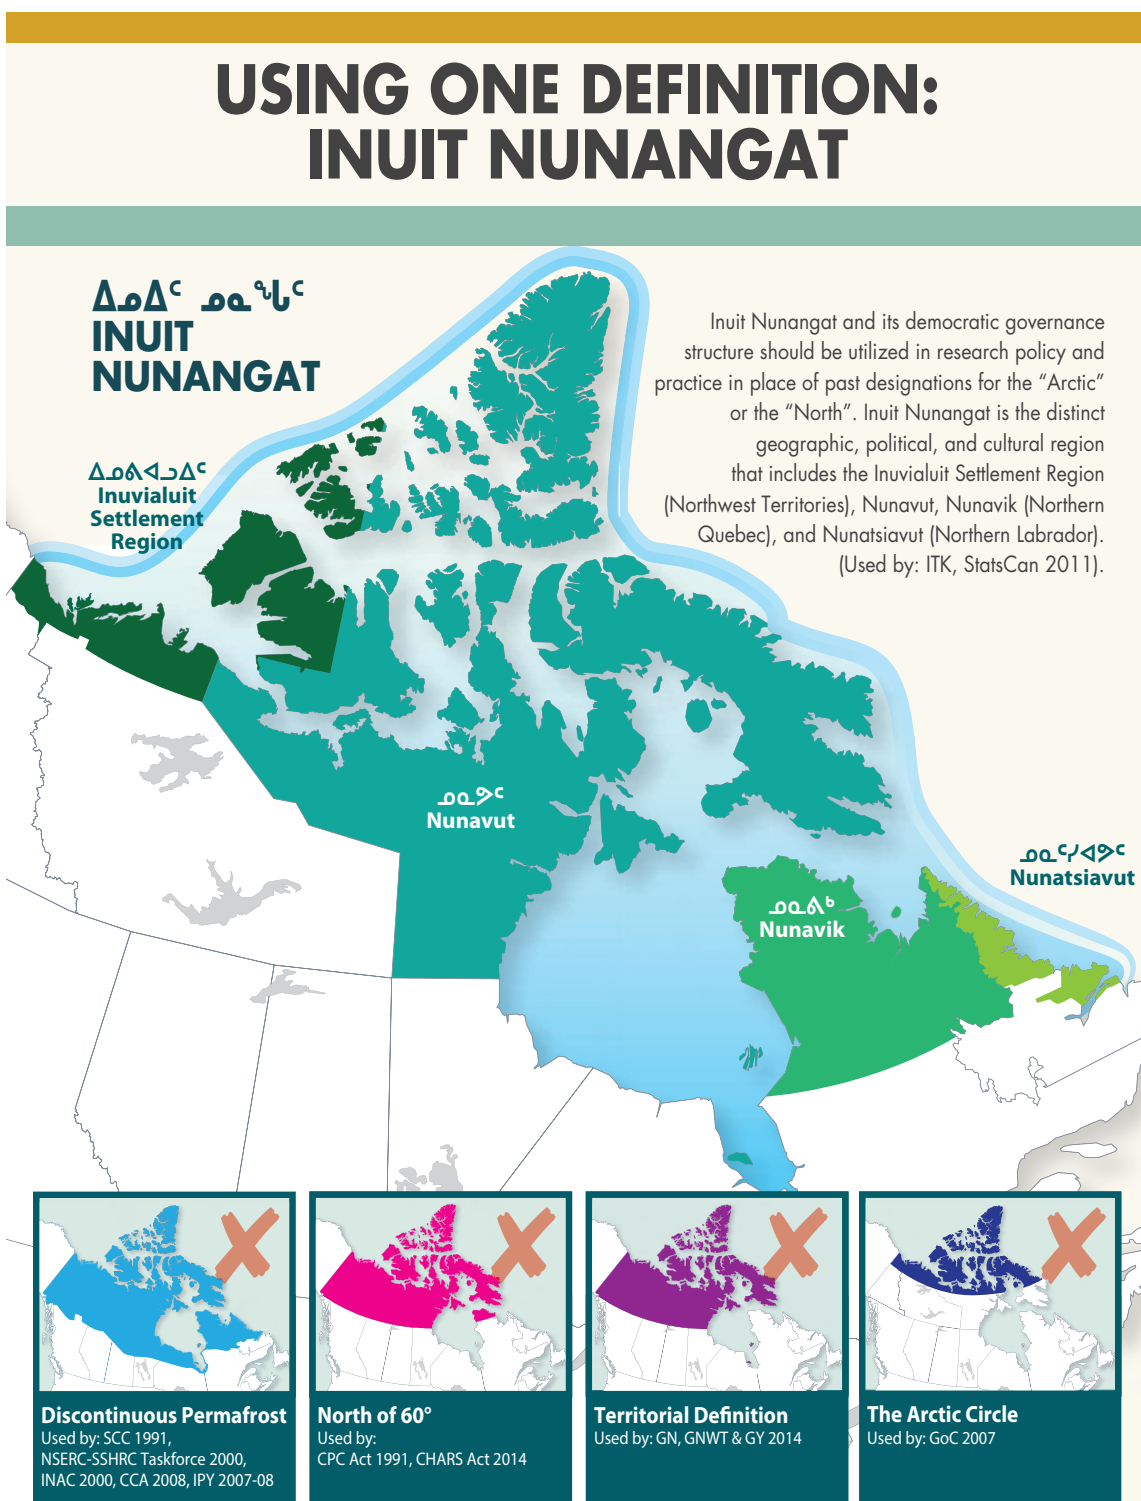 USING ONE DEFINITION:
INUIT NUNANGAT
ᐃᓄᐃᑦ ᓄᓇᖓᑦ
INUIT
NUNANGAT
Inuit Nunangat and its democratic governance
structure should be utilized in research policy and
practice in place of past designations for the “Arctic”
or the “North”. Inuit Nunangat is the distinct
geographic, political, and cultural region
that includes the Inuvialuit Settlement Region
(Northwest Territories), Nunavut, Nunavik (Northern
Quebec), and Nunatsiavut (Northern Labrador).
(Used by: ITK, StatsCan 2011).
ᐃᓄᕕᐊᓗᐃᑦ
Inuvialuit
Settlement
Region
ᓄᓇᕗᑦ
Nunavut
ᓄᓇᑦᓯᐊᕗᑦ
Nunatsiavut
ᓄᓇᕕᒃ
Nunavik
Discontinuous Permafrost
Used by: SCC 1991,
NSERC-SSHRC Taskforce 2000,
INAC 2000, CCA 2008, IPY 2007-08
North of 60°
Used by:
CPC Act 1991, CHARS Act 2014
Territorial Definition
Used by: GN, GNWT & GY 2014
The Arctic Circle
Used by: GoC 2007